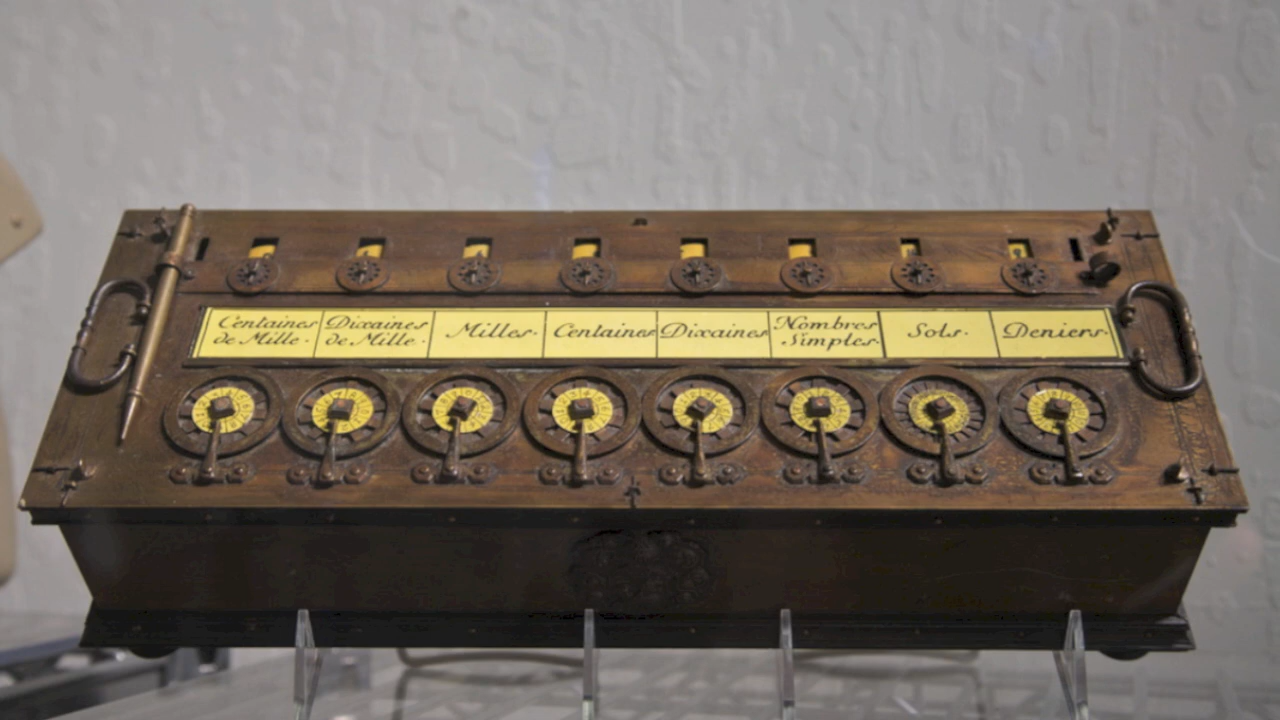 Centaines de Mille.
Dixaines de Mille.
Milles.
Centaines
Dixaines
Nombres Simples.
Sols.
Deniers.